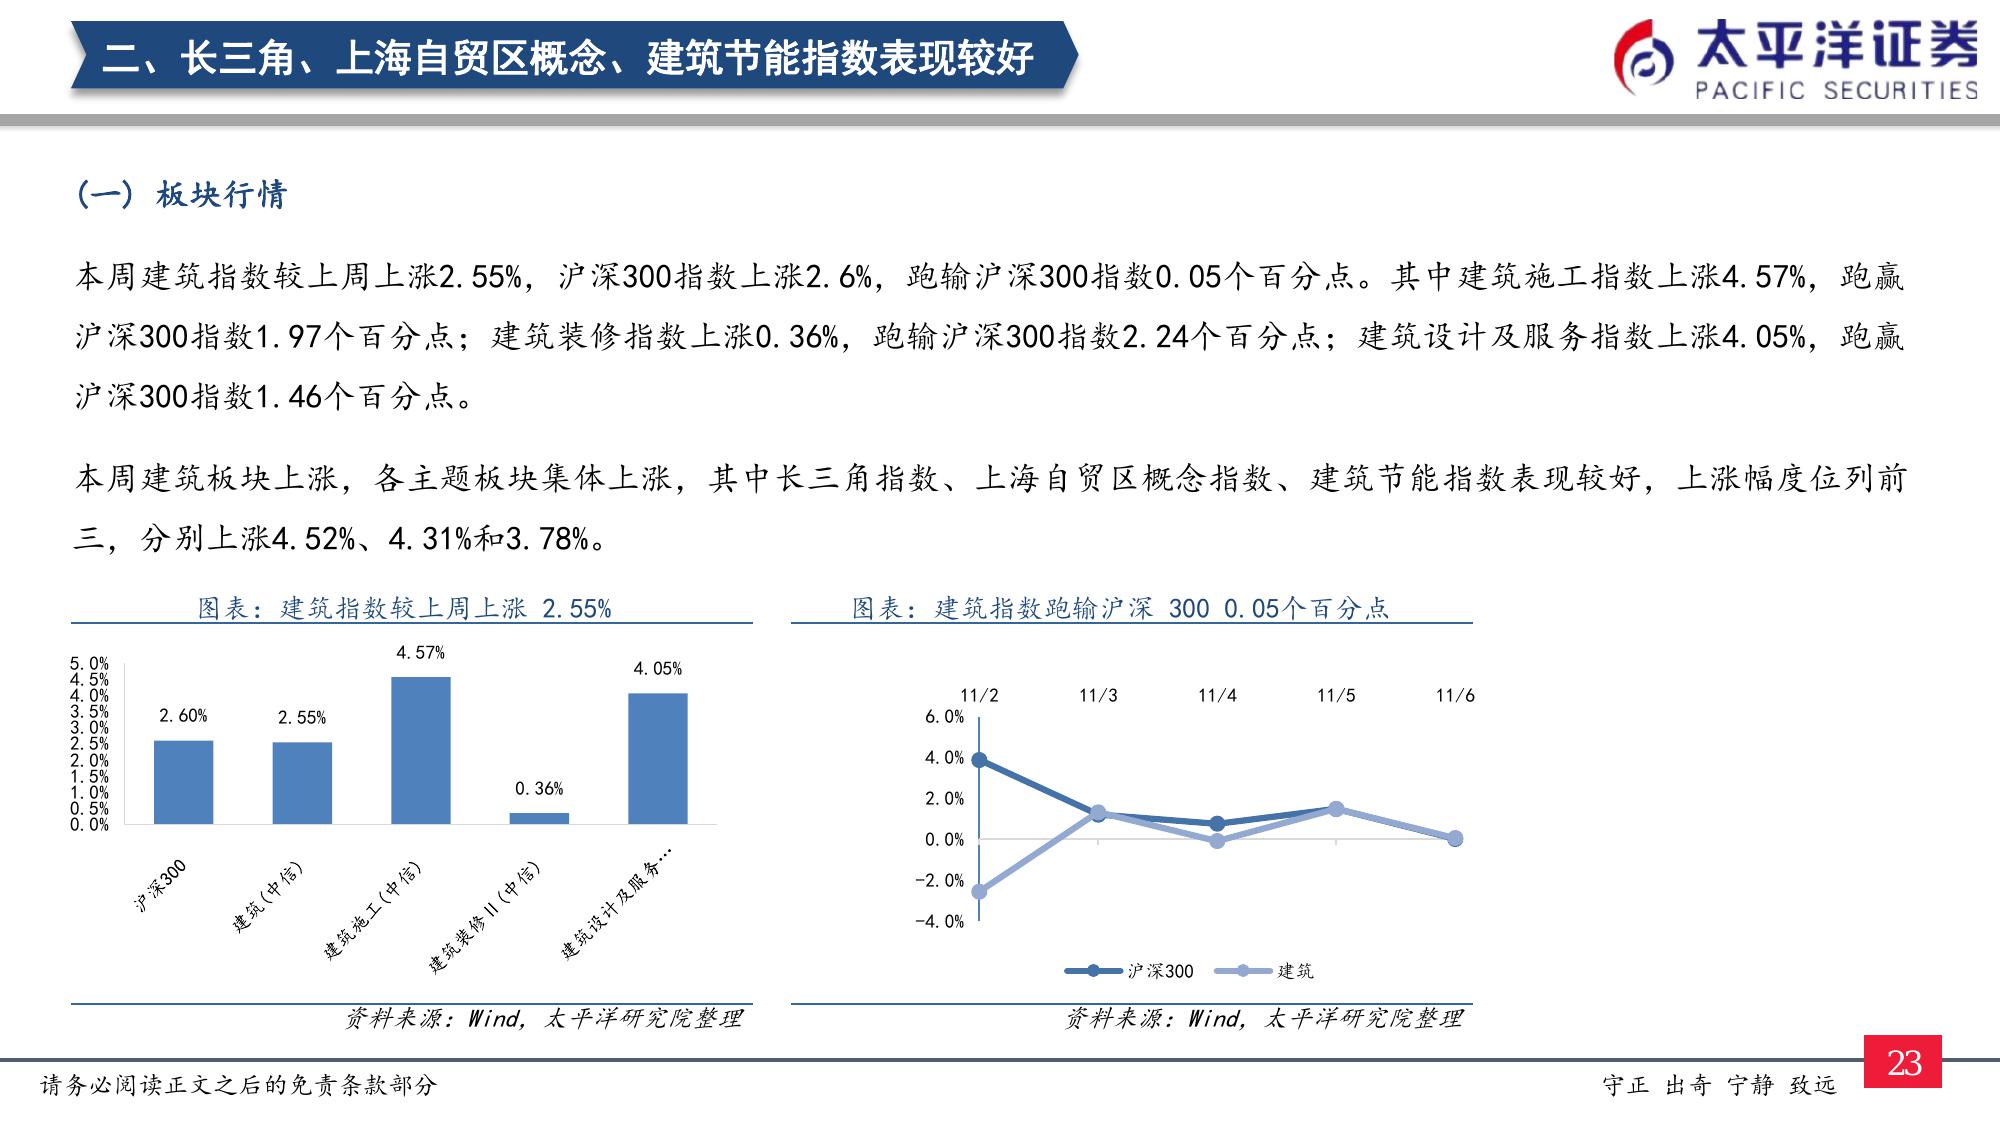 二、长三角、上海自贸区概念、建筑节能指数表现较好
太平洋证券
PACIFIC SECURITIES
(一) 板块行情
本周建筑指数较上周上涨2.55%，沪深300指数上涨2.6%，跑输沪深300指数0.05个百分点。其中建筑施工指数上涨4.57%，跑赢
沪深300指数1.97个百分点；建筑装修指数上涨0.36%，跑输沪深300指数2.24个百分点；建筑设计及服务指数上涨4.05%，跑赢
沪深300指数1.46个百分点。
本周建筑板块上涨，各主题板块集体上涨，其中长三角指数、上海自贸区概念指数、建筑节能指数表现较好，上涨幅度位列前
三，分别上涨4.52%、4.31%和3.78%。
图表：建筑指数较上周上涨 2.55%
5.0%
4.5%
4.0%
3.5%
3.0%
2.5%
2.0%
1.5%
1.0%
0.5%
0.0%
2.60%
2.55%
4.57%
0.36%
4.05%
沪深300
建筑(中信)
建筑施工(中信)
建筑装修Ⅱ(中信)
建筑设计及服务…
资料来源：Wind，太平洋研究院整理
图表：建筑指数跑输沪深 300 0.05个百分点
11/2 11/3 11/4 11/5 11/6
6.0%
4.0%
2.0%
0.0%
-2.0%
-4.0%
沪深300 建筑
资料来源：Wind，太平洋研究院整理
请务必阅读正文之后的免责条款部分
守正 出奇 宁静 致远
23